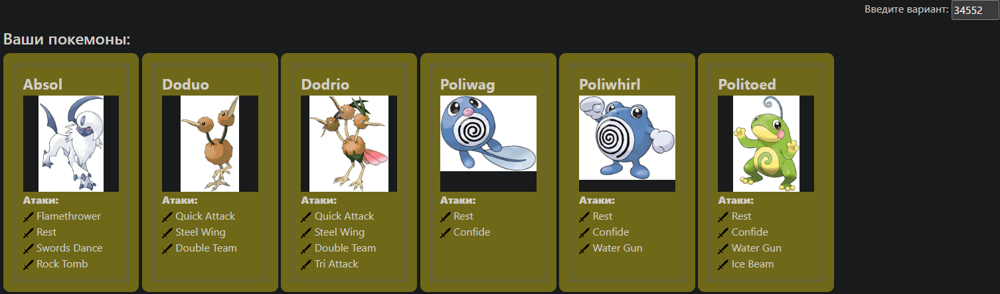 Введите вариант: 34552
Ваши покемоны:
Absol
Атаки:
Flamethrower
Rest
Swords Dance
Rock Tomb
Doduo
Атаки:
Quick Attack
Steel Wing
Double Team
Dodrio
Атаки:
Quick Attack
Steel Wing
Double Team
Tri Attack
Poliwag
Атаки:
Rest
Confide
Poliwhirl
Атаки:
Rest
Confide
Water Gun
Politoed
Атаки:
Rest
Confide
Water Gun
Ice Beam